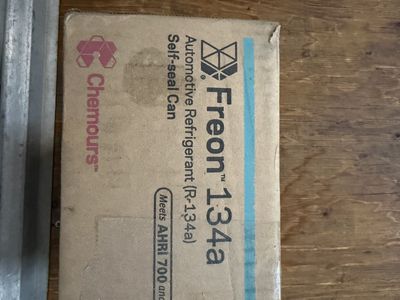 Freon™ 134a
Automotive Refrigerant (R-134a)
Self-seal Can
Meets AHRI 700 and
Chemours™